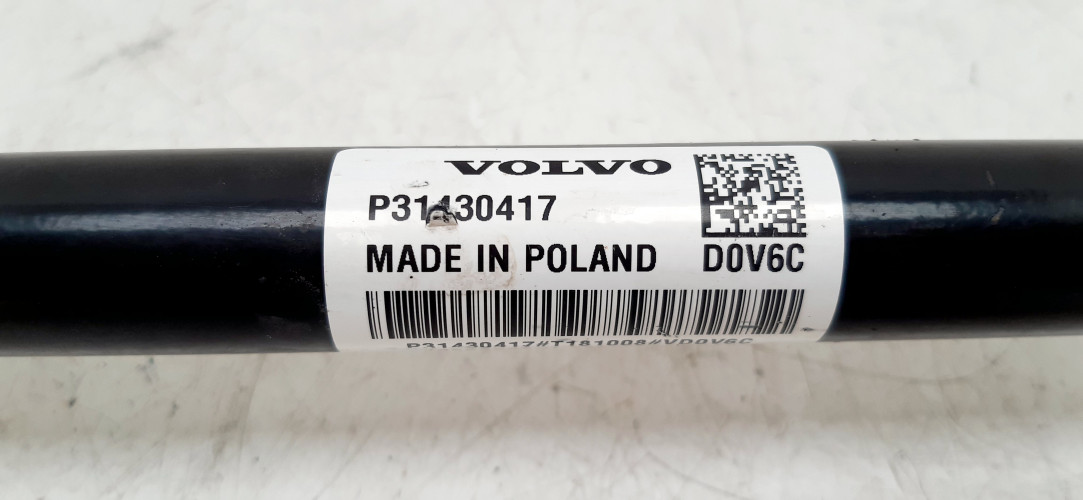 VOLVO
P31430417
MADE IN POLAND D0V6C
P31430417#T181008#VD0V6C